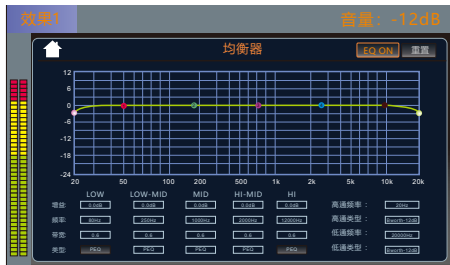 效果1 音量: -12dB
均衡器 EQ ON 重置
12
6
0
-6
-12
-18
-24
20 50 100 200 500 1k 2k 5k 10k 20k
LOW LOW-MID MID HI-MID HI
增益: 0.0dB 0.0dB 0.0dB 0.0dB 0.0dB 高通频率： 20Hz
频率: 80Hz 250Hz 1000Hz 2000Hz 12000Hz 高通类型： Bworth-12dB
带宽: 0.6 0.6 0.6 0.6 0.6 低通频率： 20000Hz
类型: PEQ PEQ PEQ PEQ PEQ 低通类型： Bworth-12dB